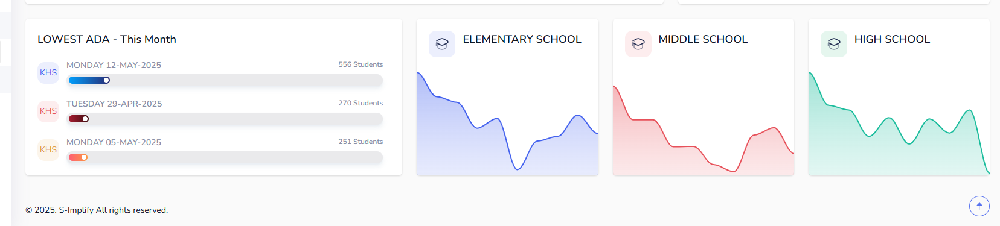 LOWEST ADA - This Month
KHS
MONDAY 12-MAY-2025
556 Students
KHS
TUESDAY 29-APR-2025
270 Students
KHS
MONDAY 05-MAY-2025
251 Students
ELEMENTARY SCHOOL
MIDDLE SCHOOL
HIGH SCHOOL
© 2025. S-Implify All rights reserved.